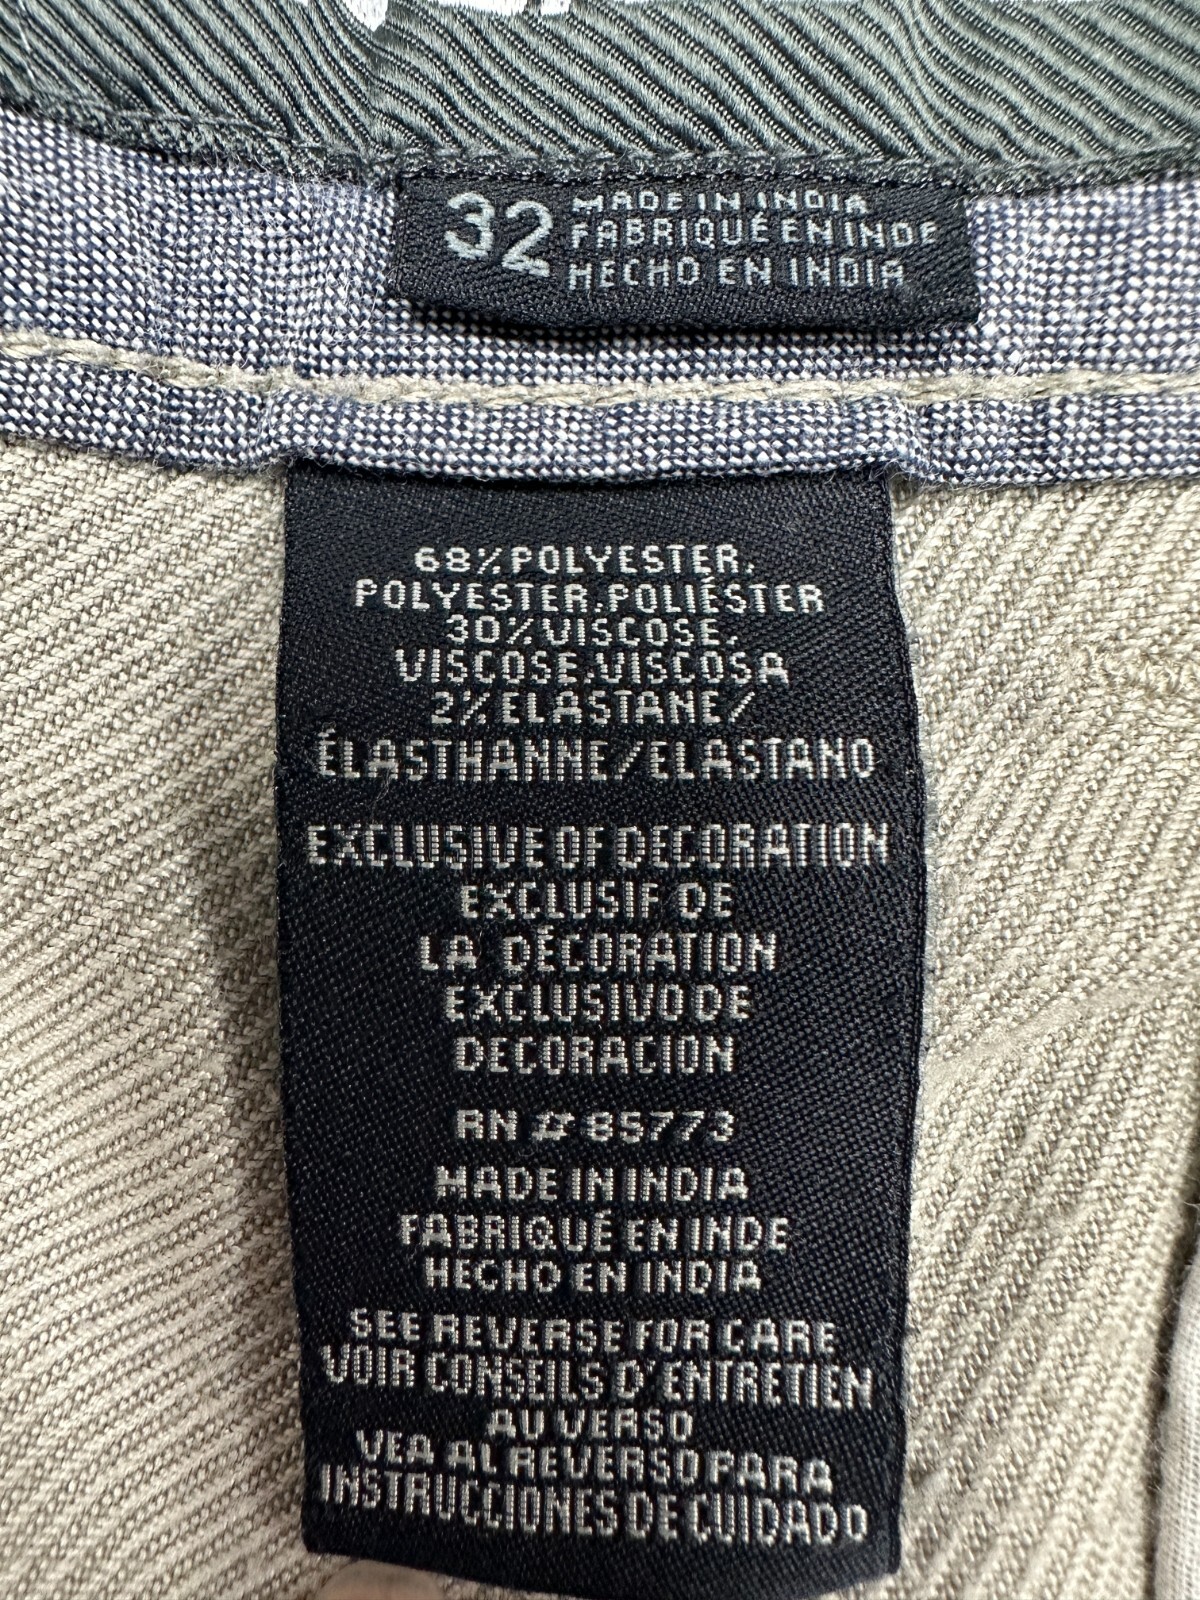 32
MADE IN INDIA
FABRIQUÉ EN INDE
HECHO EN INDIA
68% POLYESTER,
POLYESTER, POLIÉSTER
30% VISCOSE,
VISCOSE, VISCOSA
2% ELASTANE/
ÉLASTHANNE/ELASTANO
EXCLUSIVE OF DECORATION
EXCLUSIF DE
LA DÉCORATION
EXCLUSIVO DE
DECORACION
RN #85773
MADE IN INDIA
FABRIQUÉ EN INDE
HECHO EN INDIA
SEE REVERSE FOR CARE
VOIR CONSEILS D'ENTRETIEN
AU VERSO
VEA AL REVERSO PARA
INSTRUCCIONES DE CUIDADO